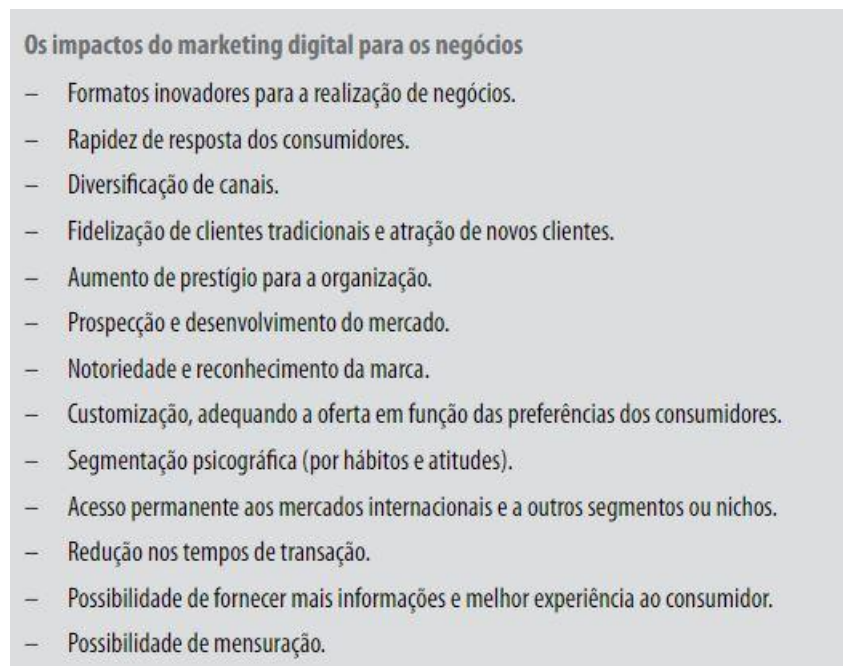 Os impactos do marketing digital para os negócios
– Formatos inovadores para a realização de negócios.
– Rapidez de resposta dos consumidores.
– Diversificação de canais.
– Fidelização de clientes tradicionais e atração de novos clientes.
– Aumento de prestígio para a organização.
– Prospecção e desenvolvimento do mercado.
– Notoriedade e reconhecimento da marca.
– Customização, adequando a oferta em função das preferências dos consumidores.
– Segmentação psicográfica (por hábitos e atitudes).
– Acesso permanente aos mercados internacionais e a outros segmentos ou nichos.
– Redução nos tempos de transação.
– Possibilidade de fornecer mais informações e melhor experiência ao consumidor.
– Possibilidade de mensuração.